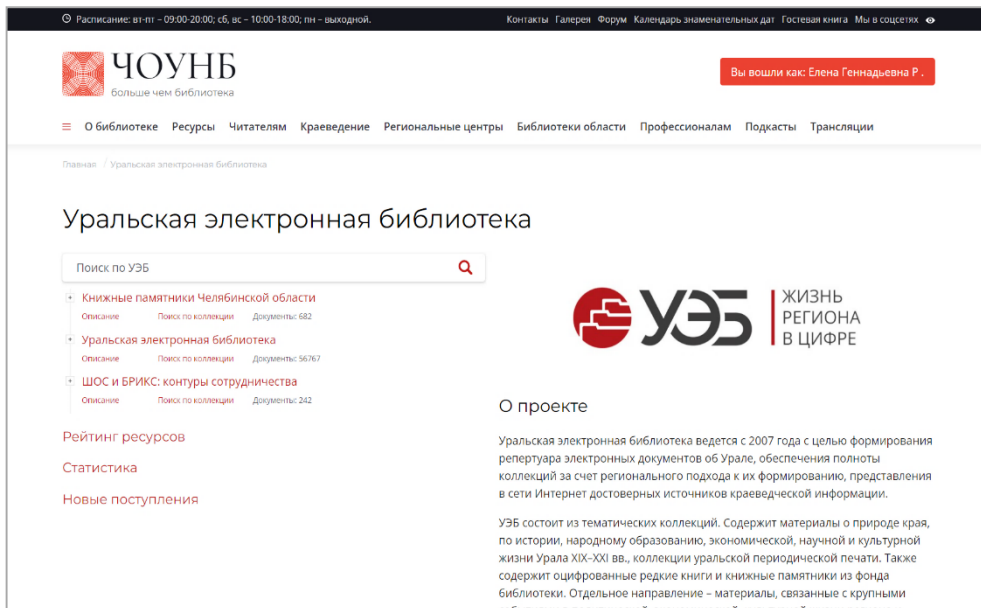 Расписание: вт-пт – 09:00-20:00; сб, вс – 10:00-18:00; пн – выходной.
Контакты Галерея Форум Календарь знаменательных дат Гостевая книга Мы в соцсетях
ЧОУНБ
больше чем библиотека
Вы вошли как: Елена Геннадьевна Р .
О библиотеке Ресурсы Читателям Краеведение Региональные центры Библиотеки области Профессионалам Подкасты Трансляции
Главная / Уральская электронная библиотека
Уральская электронная библиотека
Поиск по УЭБ
Книжные памятники Челябинской области
Описание Поиск по коллекции Документы: 682
Уральская электронная библиотека
Описание Поиск по коллекции Документы: 56767
ШОС и БРИКС: контуры сотрудничества
Описание Поиск по коллекции Документы: 242
Рейтинг ресурсов
Статистика
Новые поступления
УЭБ
ЖИЗНЬ
РЕГИОНА
В ЦИФРЕ
О проекте
Уральская электронная библиотека ведется с 2007 года с целью формирования
репертуара электронных документов об Урале, обеспечения полноты
коллекций за счет регионального подхода к их формированию, представления
в сети Интернет достоверных источников краеведческой информации.
УЭБ состоит из тематических коллекций. Содержит материалы о природе края,
по истории, народному образованию, экономической, научной и культурной
жизни Урала XIX–XXI вв., коллекции уральской периодической печати. Также
содержит оцифрованные редкие книги и книжные памятники из фонда
библиотеки. Отдельное направление – материалы, связанные с крупными